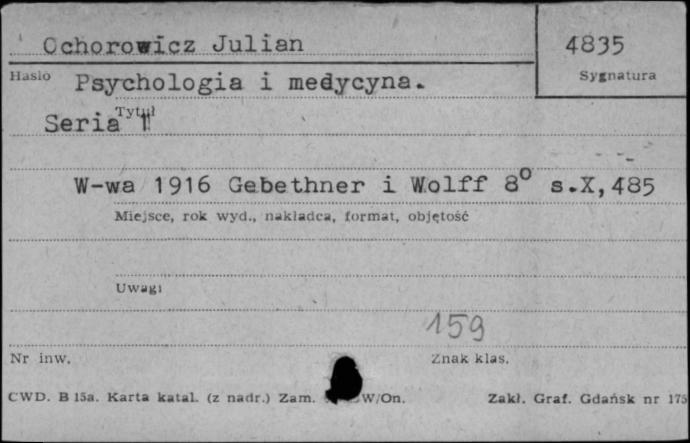 Ochorowicz Julian 4835
Hasło Sygnatura
Psychologia i medycyna.
Tytuł
Seria
W-wa 1916 Gebethner i Wolff 8° s.X,485
Miejsce, rok wyd., nakładca, format, objętość
Uwagi
159
Nr inw. Znak klas.
CWD. B 15a. Karta katal. (z nadr.) Zam. W/On. Zakł. Graf. Gdańsk nr 175